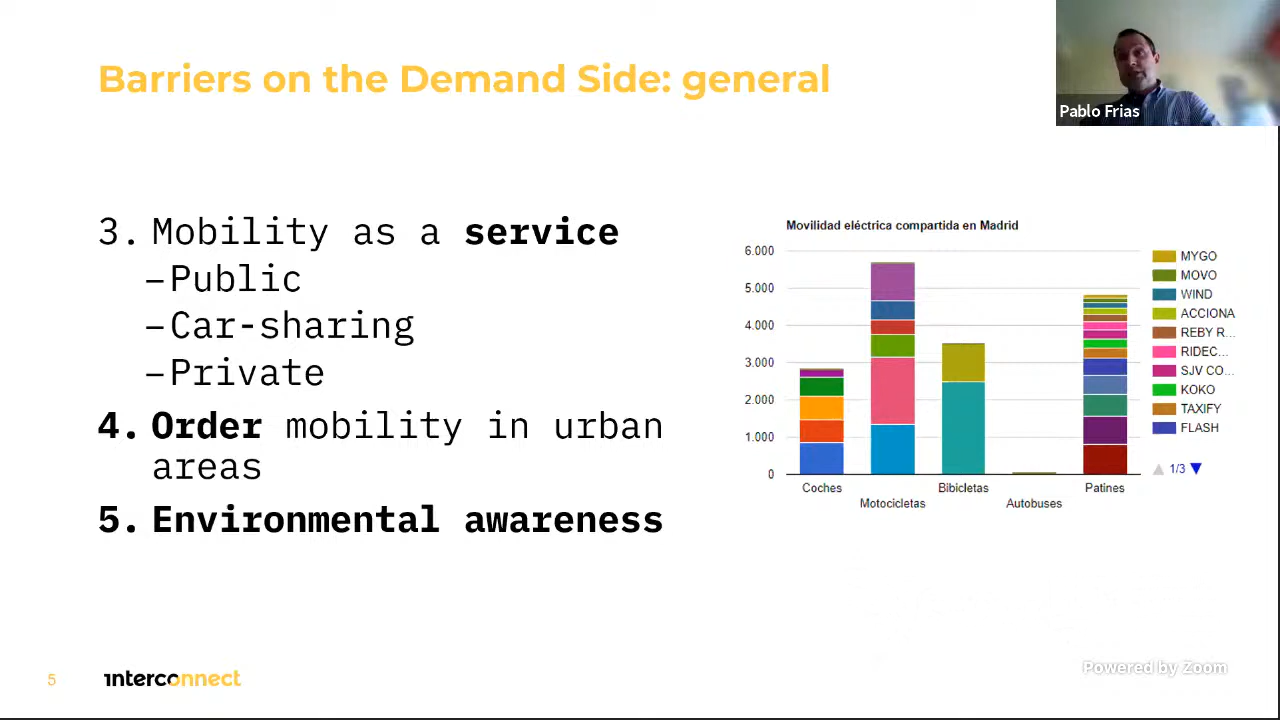 Barriers on the Demand Side: general
Pablo Frias
3. Mobility as a service
–Public
–Car-sharing
–Private
4. Order mobility in urban
areas
5. Environmental awareness
Movilidad eléctrica compartida en Madrid
6.000
5.000
4.000
3.000
2.000
1.000
0
Coches
Motocicletas
Bibicletas
Autobuses
Patines
MYGO
MOVO
WIND
ACCIONA
REBY R...
RIDEC...
SJV CO...
KOKO
TAXIFY
FLASH
1/3
5
interconnect
Powered by Zoom